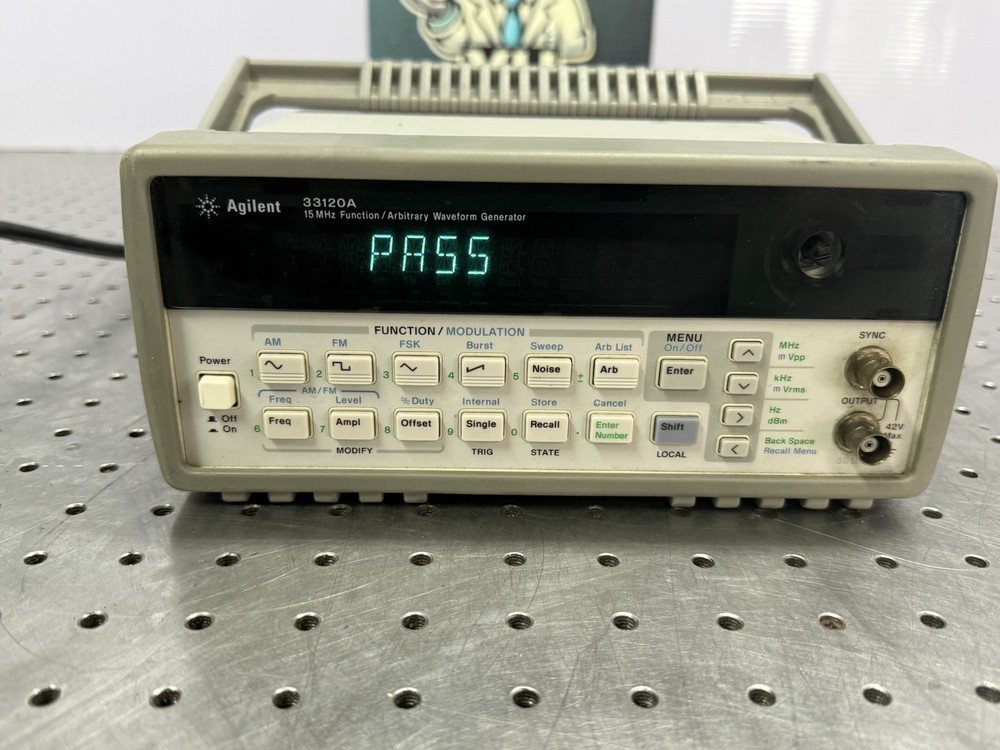 Agilent 33120A
15 MHz Function / Arbitrary Waveform Generator
PASS
FUNCTION / MODULATION
AM FM FSK Burst Sweep Arb List
1 2 3 4 5 Noise ± Arb
MENU
On/Off
Enter
MHz
m Vpp
kHz
m Vrms
Hz
dBm
Back Space
Recall Menu
Power
Off
On
AM/FM
Freq Level % Duty Internal Store Cancel
6 Freq 7 Ampl 8 Offset 9 Single 0 Recall . Enter Number
Shift
MODIFY TRIG STATE LOCAL
SYNC
OUTPUT
42V
Max